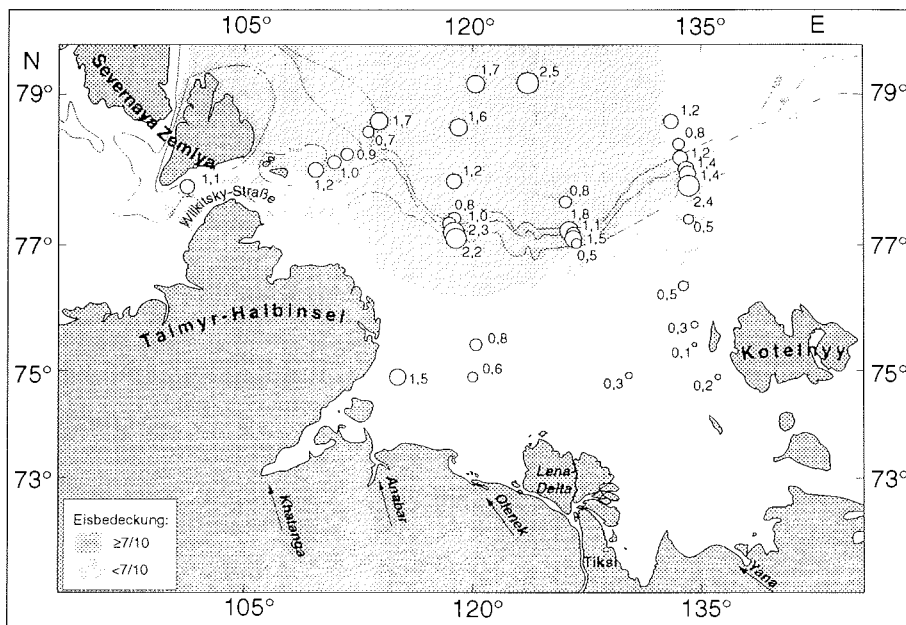 105° 120° 135° E
N
79°
77°
75°
73°
79°
77°
75°
73°
105° 120° 135°
Severnaya Zemlya
Wilkitsky-Straße
Taimyr-Halbinsel
Kotelnyy
Lena-
Delta
Tiksi
Khatanga
Anabar
Olenek
Yana
1,7
2,5
1,7
0,7
1,6
0,9
1,0
1,2
1,1
1,2
0,8
1,0
2,3
2,2
0,8
1,8
1,1
1,5
0,5
1,2
0,8
1,2
1,4
1,4
2,4
0,5
0,5
0,3
0,1
0,2
0,3
0,8
0,6
1,5
Eisbedeckung:
≥7/10
<7/10